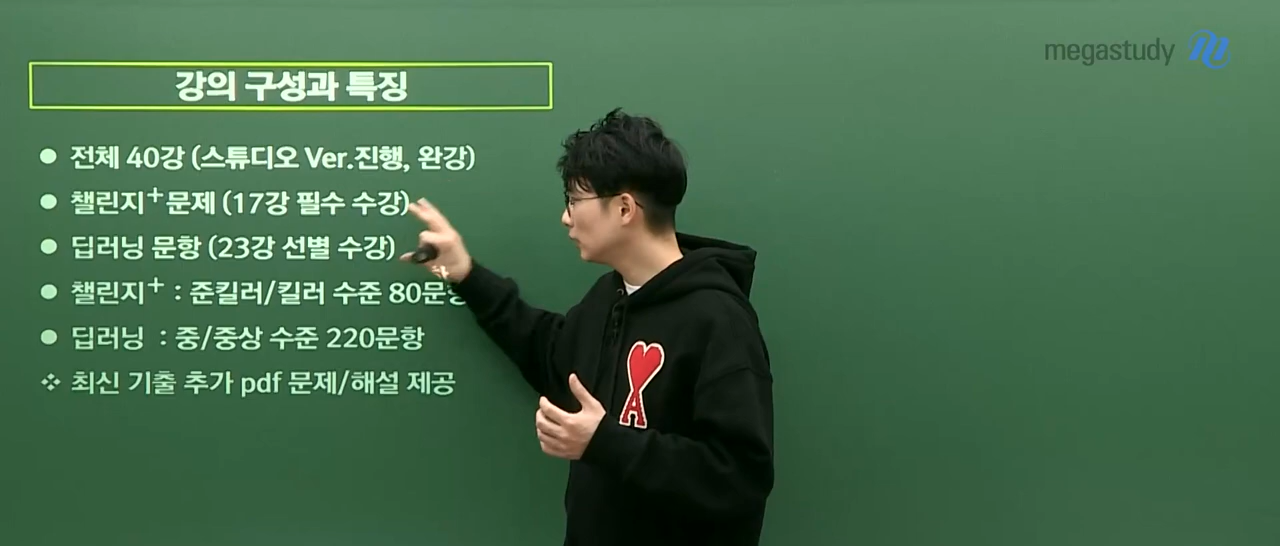 megastudy
강의 구성과 특징
● 전체 40강 (스튜디오 Ver.진행, 완강)
● 챌린지⁺문제 (17강 필수 수강)
● 딥러닝 문항 (23강 선별 수강)
● 챌린지⁺ : 준킬러/킬러 수준 80문항
● 딥러닝 : 중/중상 수준 220문항
❖ 최신 기출 추가 pdf 문제/해설 제공
A